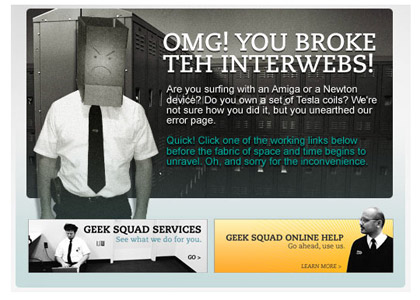 OMG! YOU BROKE
TEH INTERWEBS!
Are you surfing with an Amiga or a Newton
device? Do you own a set of Tesla coils? We're
not sure how you did it, but you unearthed our
error page.
Quick! Click one of the working links below
before the fabric of space and time begins to
unravel. Oh, and sorry for the inconvenience.
GEEK SQUAD SERVICES
See what we do for you.
GO >
GEEK SQUAD ONLINE HELP
Go ahead, use us.
LEARN MORE >